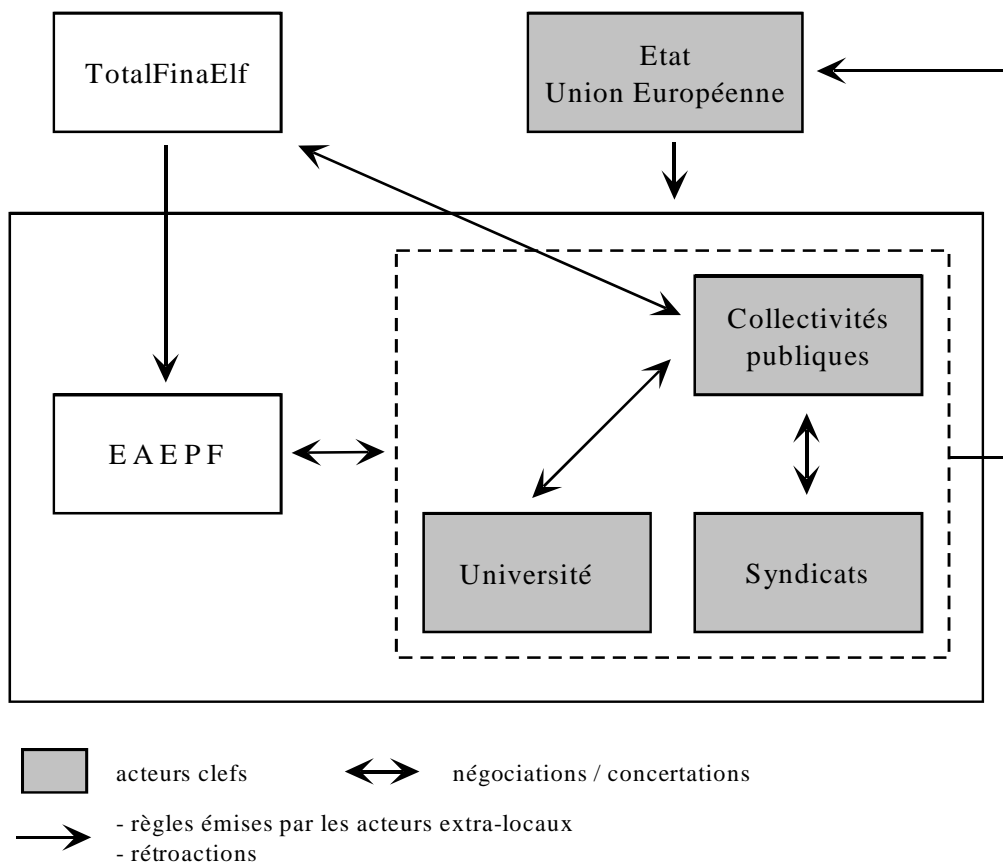 TotalFinaElf
Etat
Union Européenne
Collectivités
publiques
EAEPF
Université
Syndicats
acteurs clefs
négociations / concertations
- règles émises par les acteurs extra-locaux
- rétroactions